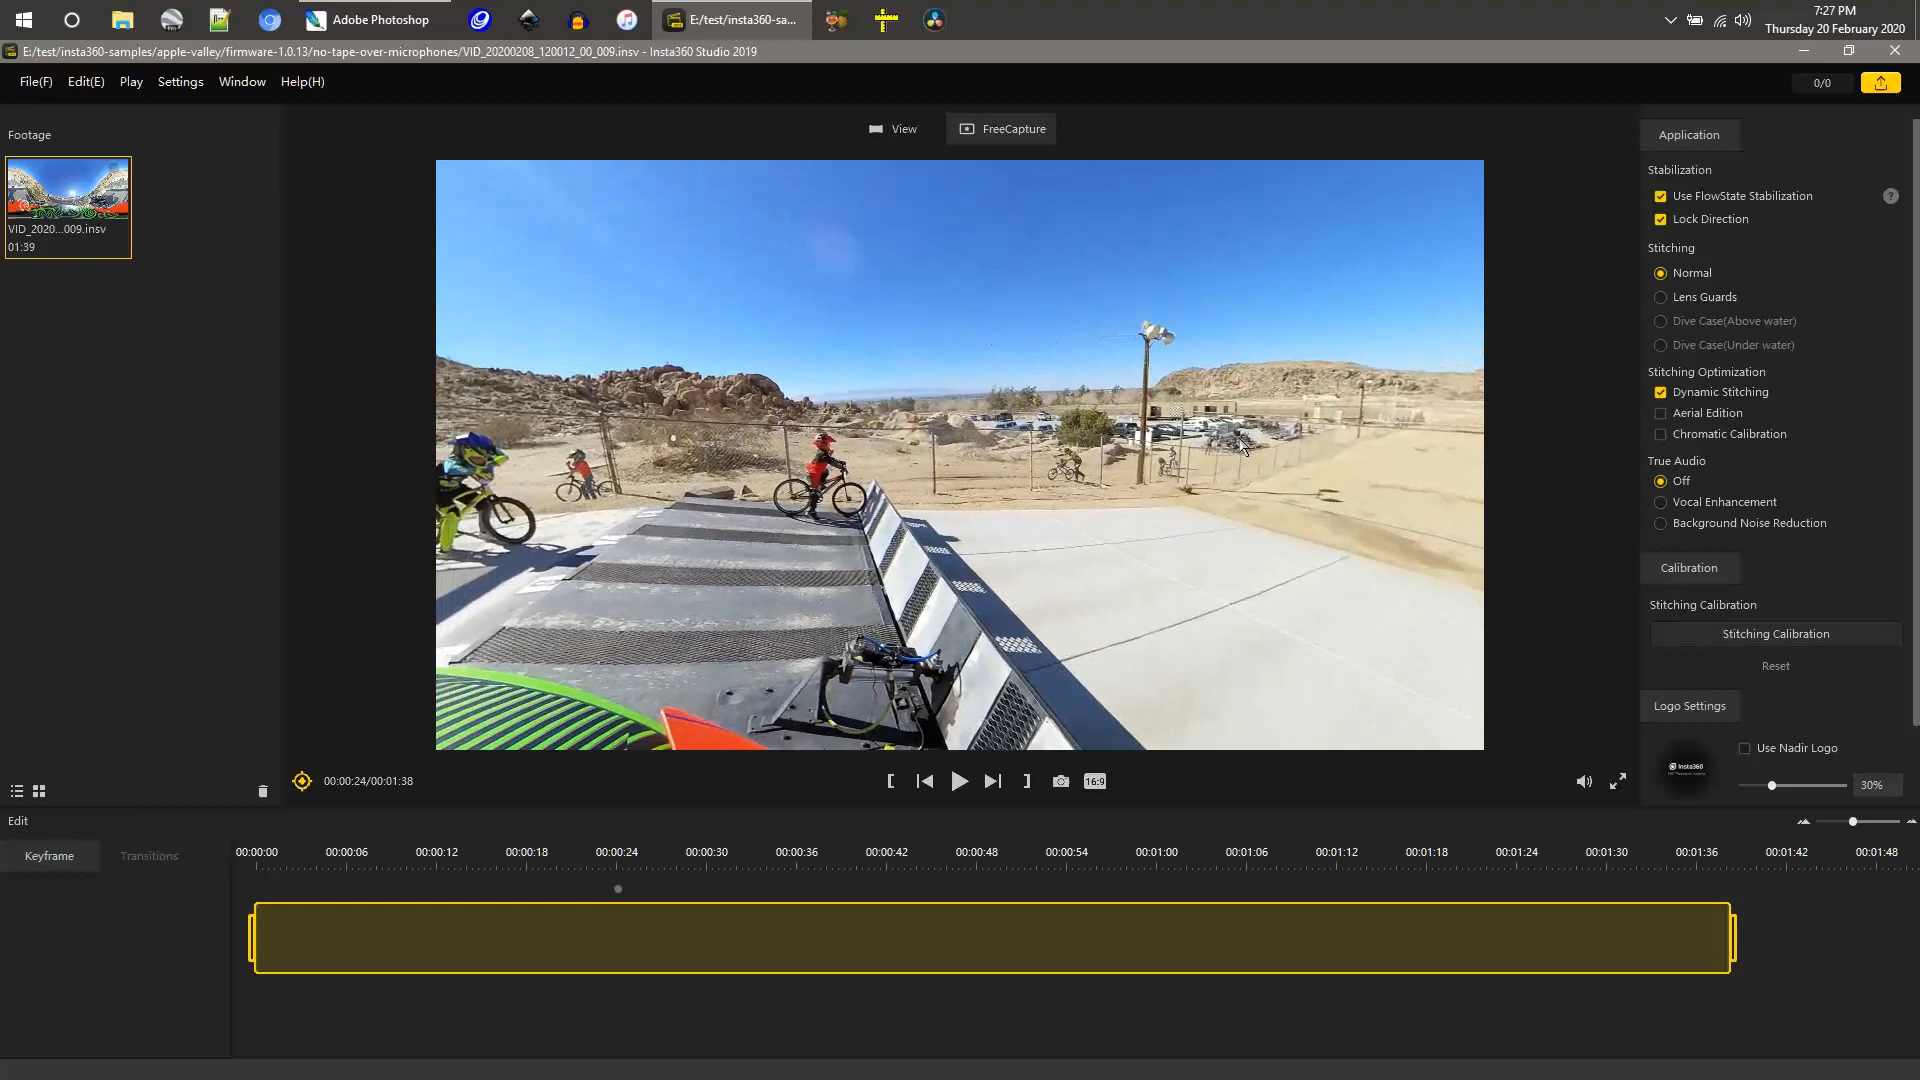 Adobe Photoshop
E:/test/insta360-sa...
7:27 PM
Thursday 20 February 2020
E:/test/insta360-samples/apple-valley/firmware-1.0.13/no-tape-over-microphones/VID_20200208_120012_00_009.insv - Insta360 Studio 2019
File(F) Edit(E) Play Settings Window Help(H)
0/0
Footage
View FreeCapture
VID_2020...009.insv
01:39
Application
Stabilization
Use FlowState Stabilization ?
Lock Direction
Stitching
Normal
Lens Guards
Dive Case(Above water)
Dive Case(Under water)
Stitching Optimization
Dynamic Stitching
Aerial Edition
Chromatic Calibration
True Audio
Off
Vocal Enhancement
Background Noise Reduction
Calibration
Stitching Calibration
Stitching Calibration
Reset
Logo Settings
Use Nadir Logo
Insta360
30%
00:00:24/00:01:38
16:9
Edit
Keyframe Transitions
00:00:00 00:00:06 00:00:12 00:00:18 00:00:24 00:00:30 00:00:36 00:00:42 00:00:48 00:00:54 00:01:00 00:01:06 00:01:12 00:01:18 00:01:24 00:01:30 00:01:36 00:01:42 00:01:48